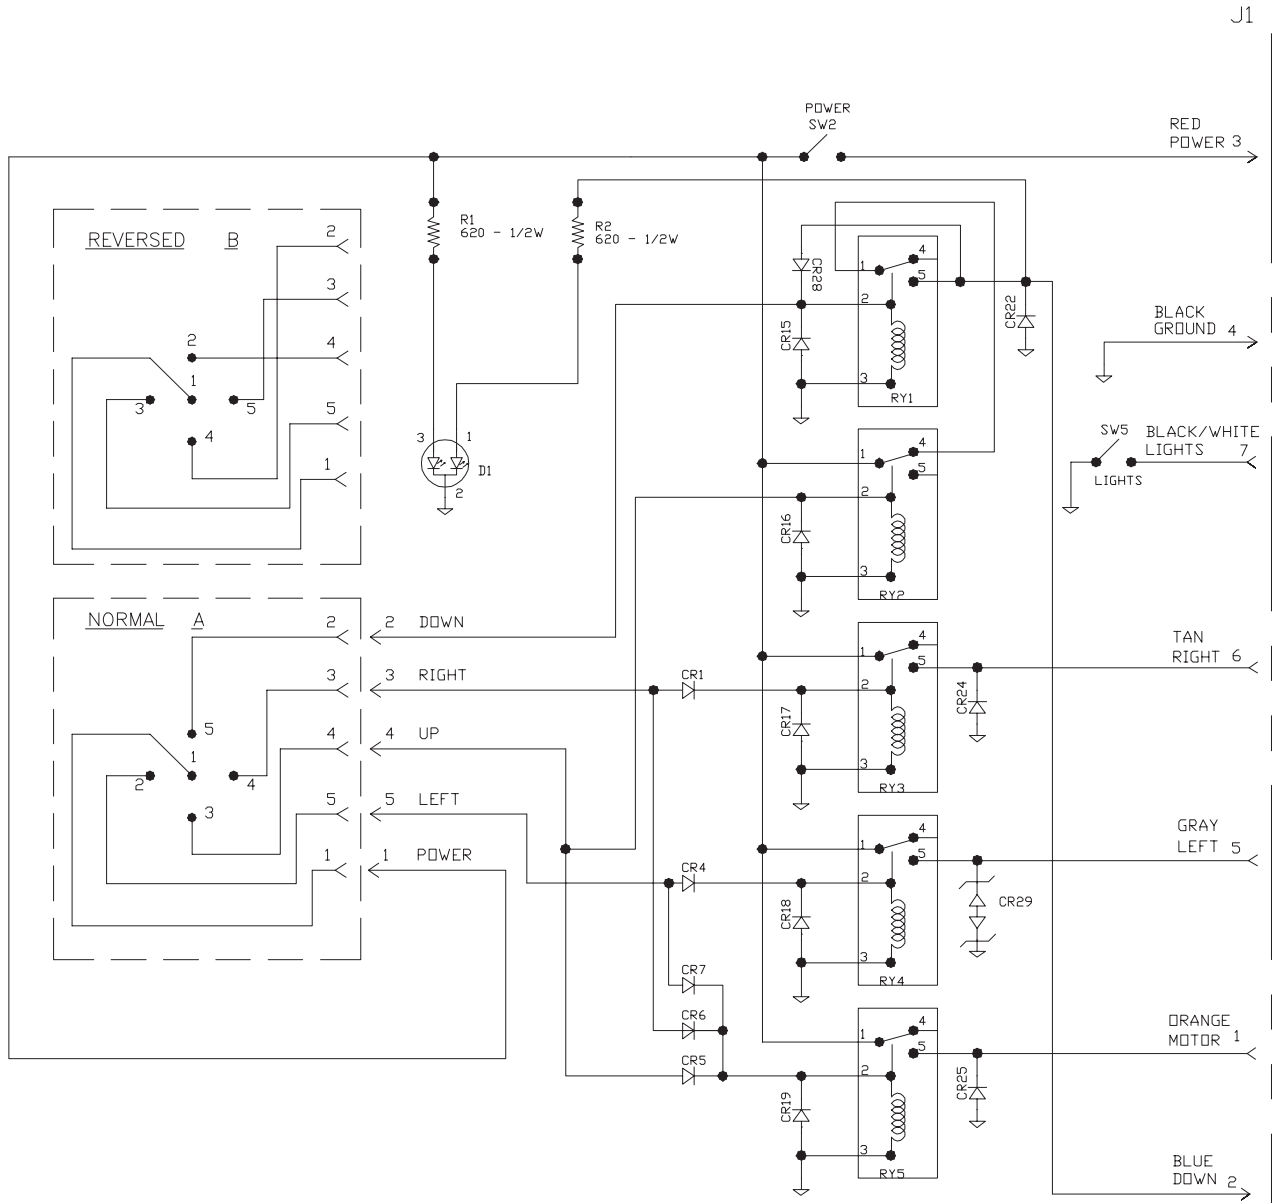 J1
POWER
SW2
RED
POWER 3
R1
620 - 1/2W
R2
620 - 1/2W
REVERSED B
2
3
4
5
1
2
1
3
5
4
CR28
CR15
1
4
5
2
3
RY1
CR22
BLACK
GROUND 4
SW5
LIGHTS
BLACK/WHITE
LIGHTS 7
3
1
D1
2
CR16
1
4
5
2
3
RY2
NORMAL A
2
3
4
5
1
5
1
2
4
3
2 DOWN
3 RIGHT
4 UP
5 LEFT
1 POWER
CR1
CR17
1
4
5
2
3
RY3
CR24
TAN
RIGHT 6
CR4
CR18
1
4
5
2
3
RY4
CR29
GRAY
LEFT 5
CR7
CR6
CR5
CR19
1
4
5
2
3
RY5
CR25
ORANGE
MOTOR 1
BLUE
DOWN 2